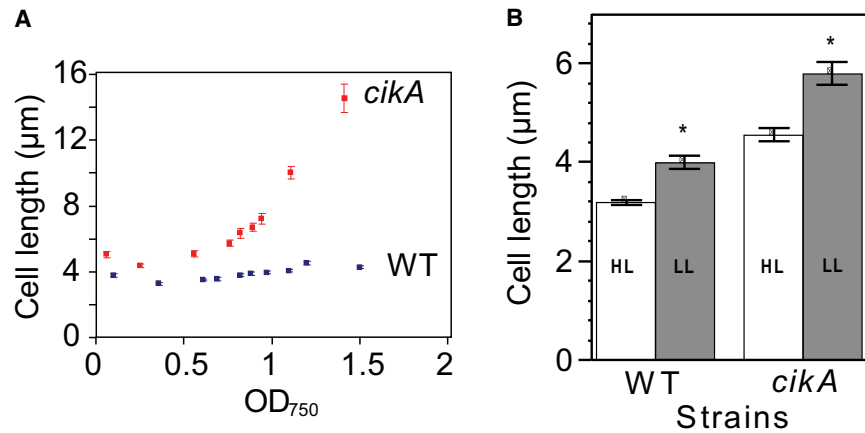 A
Cell length (µm)
16
12
8
4
0
cikA
WT
0 0.5 1 1.5 2
OD750
B
Cell length (µm)
6
4
2
0
* *
HL LL HL LL
WT cikA
Strains